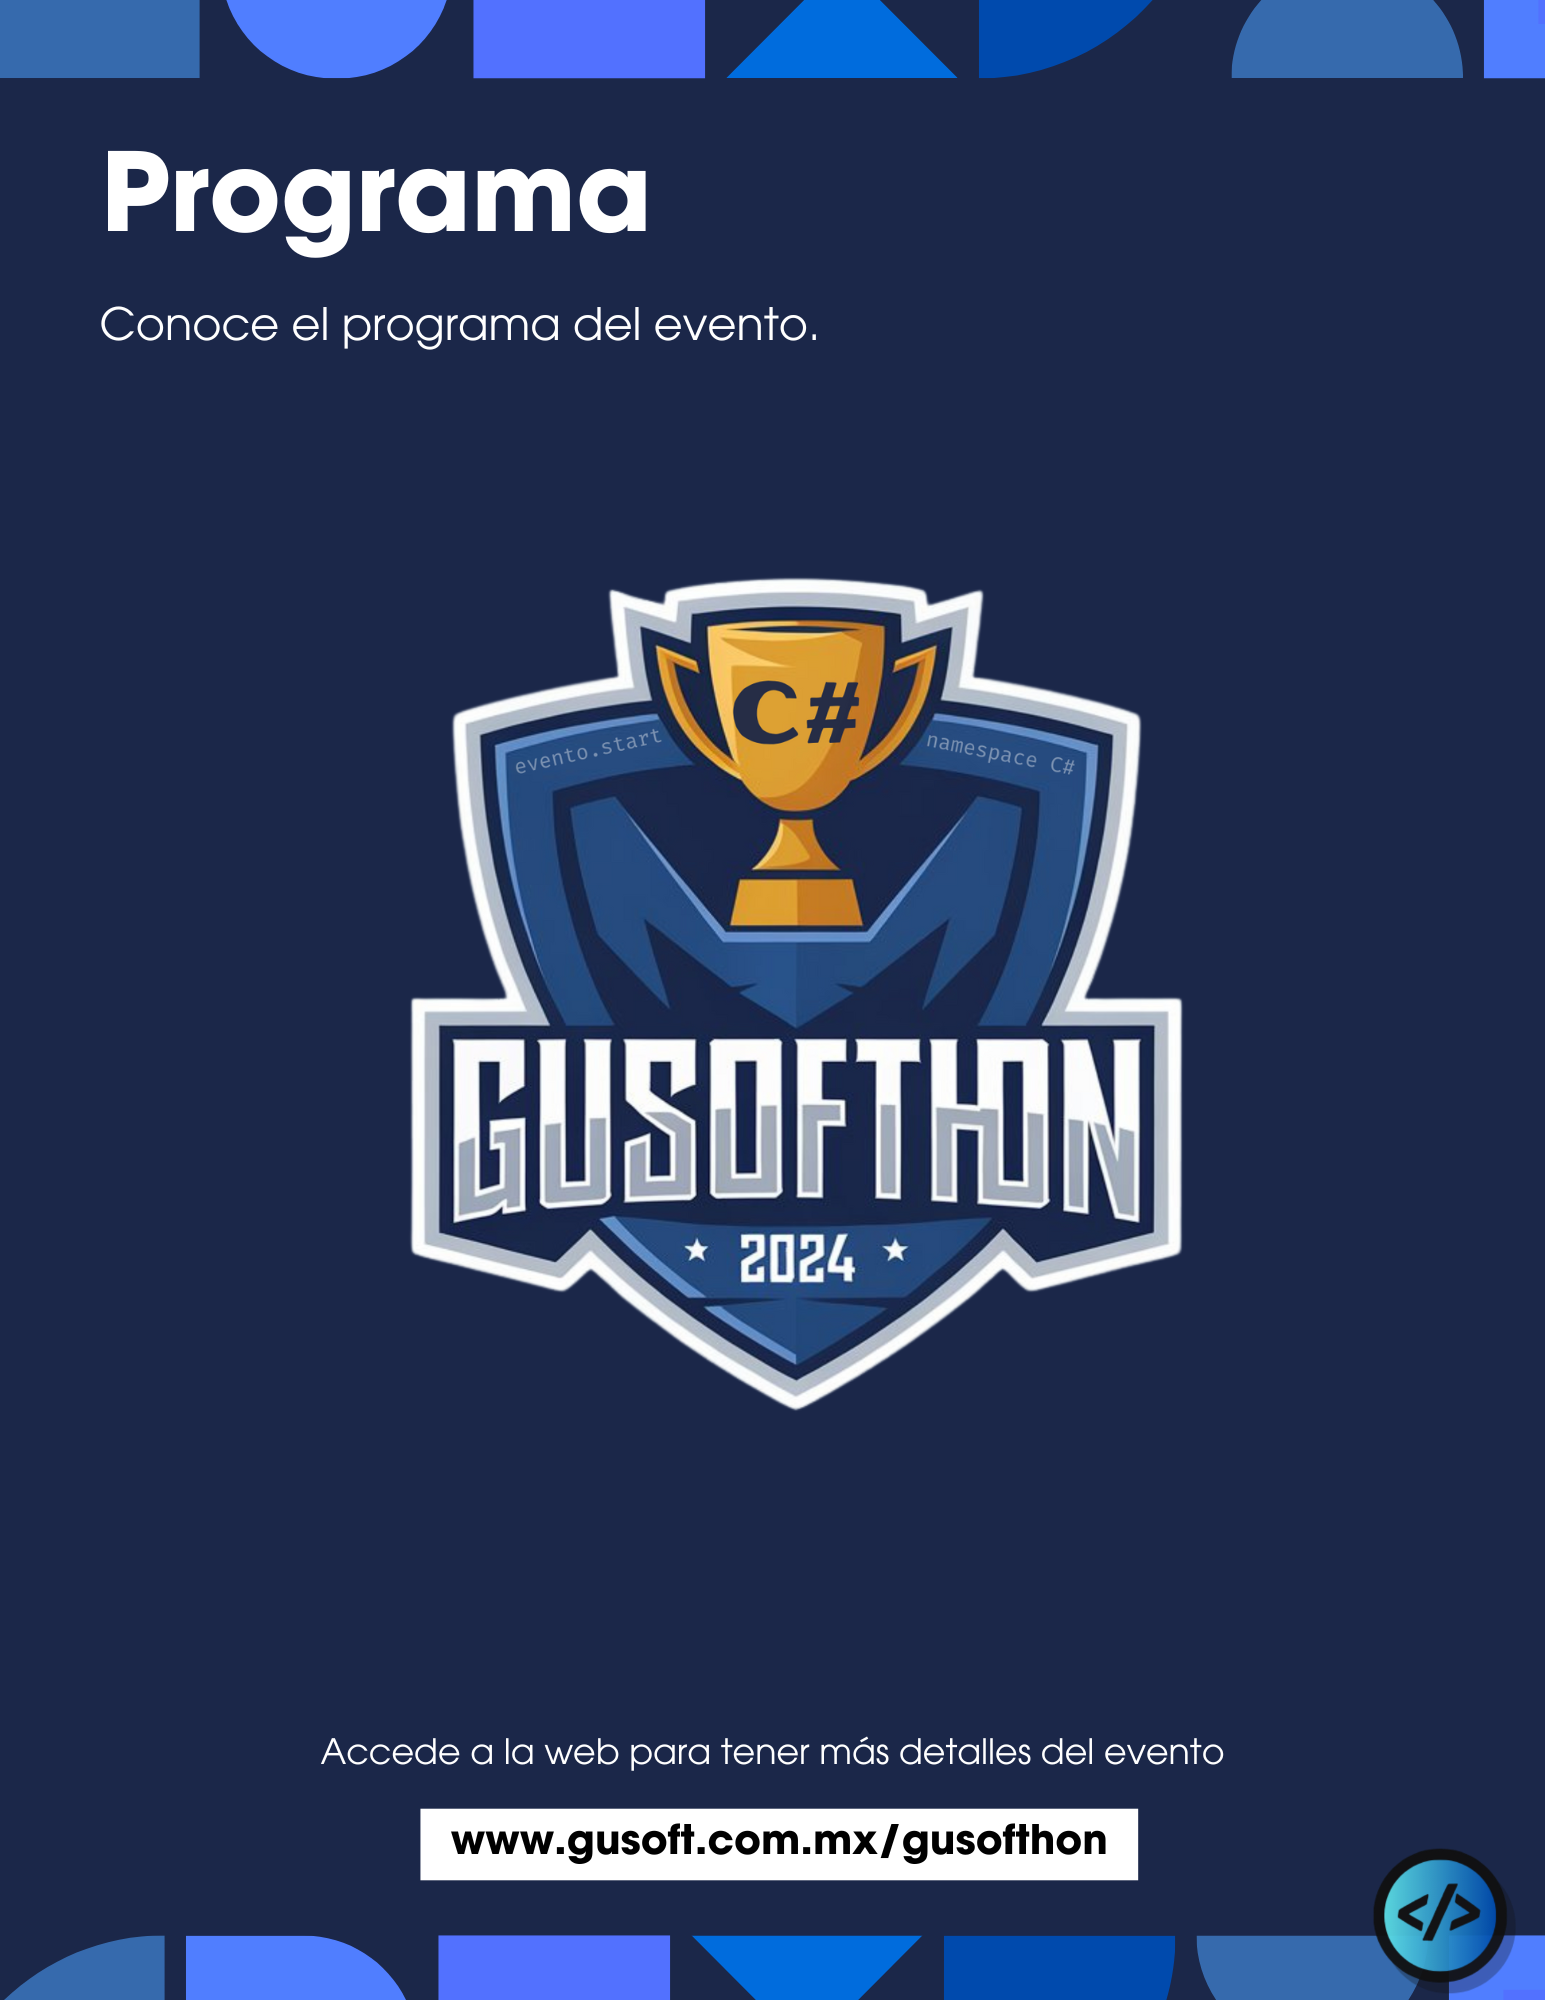 Programa
Conoce el programa del evento.
C#
evento.start
namespace C#
GUSOFTHON
2024
Accede a la web para tener más detalles del evento
www.gusoft.com.mx/gusofthon
</>